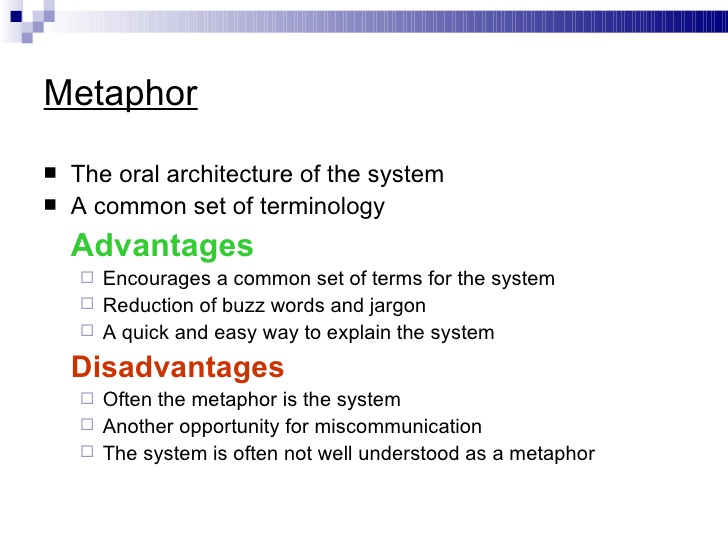 Metaphor
The oral architecture of the system
A common set of terminology
Advantages
Encourages a common set of terms for the system
Reduction of buzz words and jargon
A quick and easy way to explain the system
Disadvantages
Often the metaphor is the system
Another opportunity for miscommunication
The system is often not well understood as a metaphor